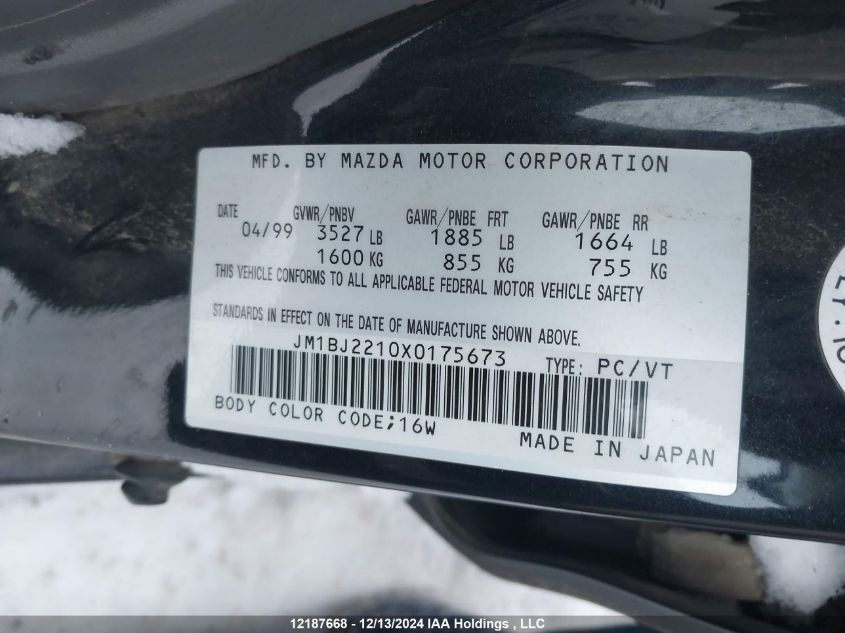 MFD. BY MAZDA MOTOR CORPORATION
DATE GVWR/PNBV GAWR/PNBE FRT GAWR/PNBE RR
04/99 3527 LB 1885 LB 1664 LB
1600 KG 855 KG 755 KG
THIS VEHICLE CONFORMS TO ALL APPLICABLE FEDERAL MOTOR VEHICLE SAFETY
STANDARDS IN EFFECT ON THE DATE OF MANUFACTURE SHOWN ABOVE.
JM1BJ2210X0175673 TYPE: PC/VT
BODY COLOR CODE;16W
MADE IN JAPAN
12187668 - 12/13/2024 IAA Holdings , LLC